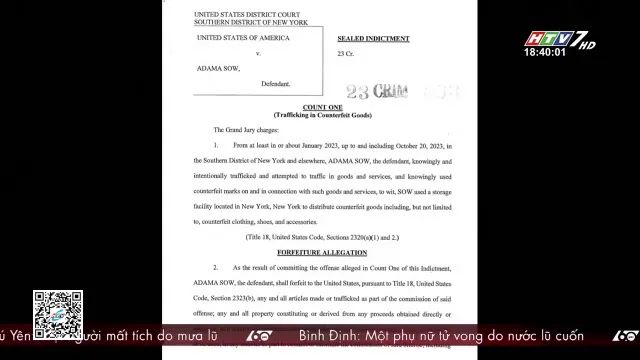 UNITED STATES DISTRICT COURT
SOUTHERN DISTRICT OF NEW YORK
UNITED STATES OF AMERICA
v.
ADAMA SOW,
Defendant.
SEALED INDICTMENT
23 Cr.
23 CRIM
HTV7 HD
18:40:01
COUNT ONE
(Trafficking in Counterfeit Goods)
The Grand Jury charges:
1. From at least in or about January 2023, up to and including October 20, 2023, in
the Southern District of New York and elsewhere, ADAMA SOW, the defendant, knowingly and
intentionally trafficked and attempted to traffic in goods and services, and knowingly used
counterfeit marks on and in connection with such goods and services, to wit, SOW used a storage
facility located in New York, New York to distribute counterfeit goods including, but not limited
to, counterfeit clothing, shoes, and accessories.
(Title 18, United States Code, Sections 2320(a)(1) and 2.)
FORFEITURE ALLEGATION
2. As the result of committing the offense alleged in Count One of this Indictment,
ADAMA SOW, the defendant, shall forfeit to the United States, pursuant to Title 18, United States
Code, Section 2323(b), any and all articles made or trafficked as part of the commission of said
offense; any and all property constituting or derived from any proceeds obtained directly or
ú Yên người mất tích do mưa lũ 60 Bình Định: Một phụ nữ tử vong do nước lũ cuốn 60